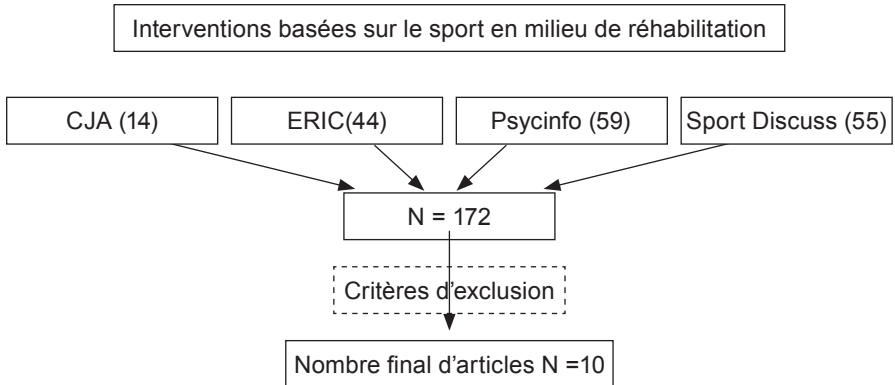 Interventions basées sur le sport en milieu de réhabilitation
CJA (14)
ERIC(44)
Psycinfo (59)
Sport Discuss (55)
N = 172
Critères d'exclusion
Nombre final d'articles N =10